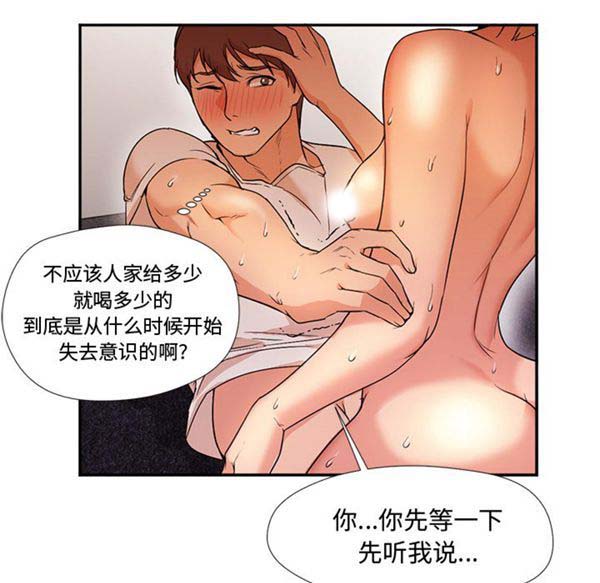 不应该人家给多少
就喝多少的
到底是从什么时候开始
失去意识的啊?
你...你先等一下
先听我说...